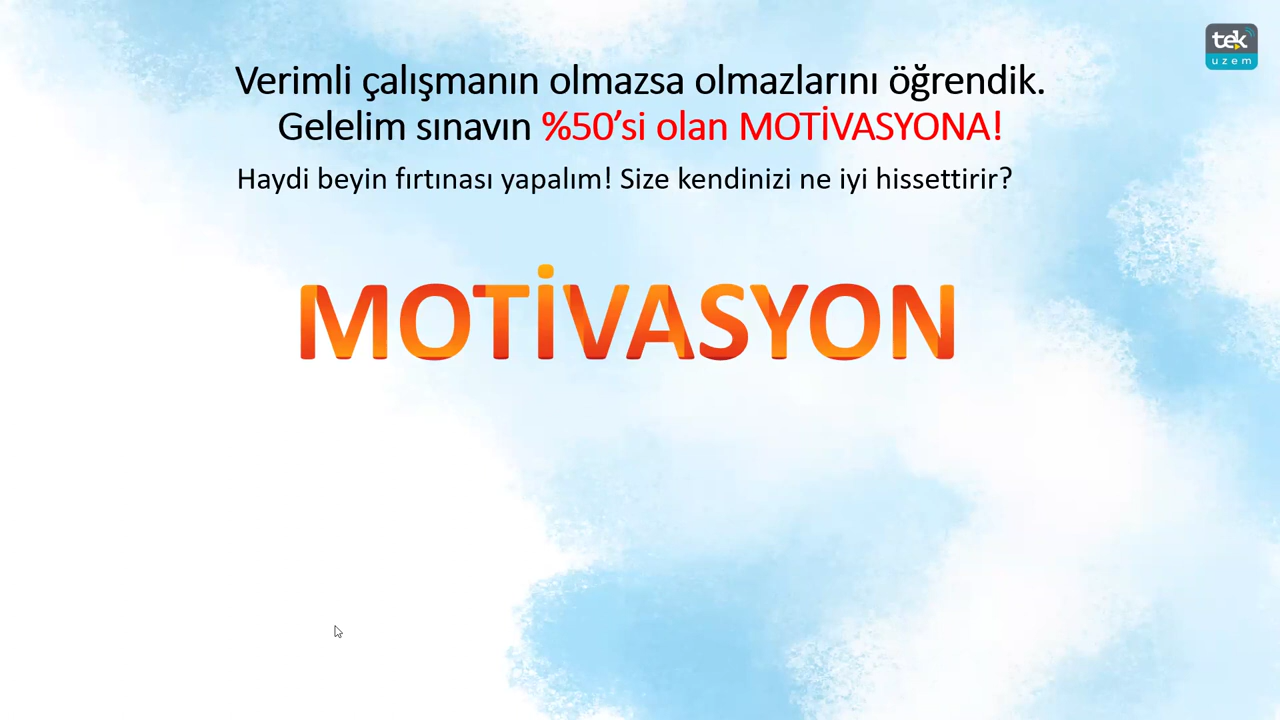 tek
uzem
Verimli çalışmanın olmazsa olmazlarını öğrendik.
Gelelim sınavın %50’si olan MOTİVASYONA!
Haydi beyin fırtınası yapalım! Size kendinizi ne iyi hissettirir?
MOTİVASYON